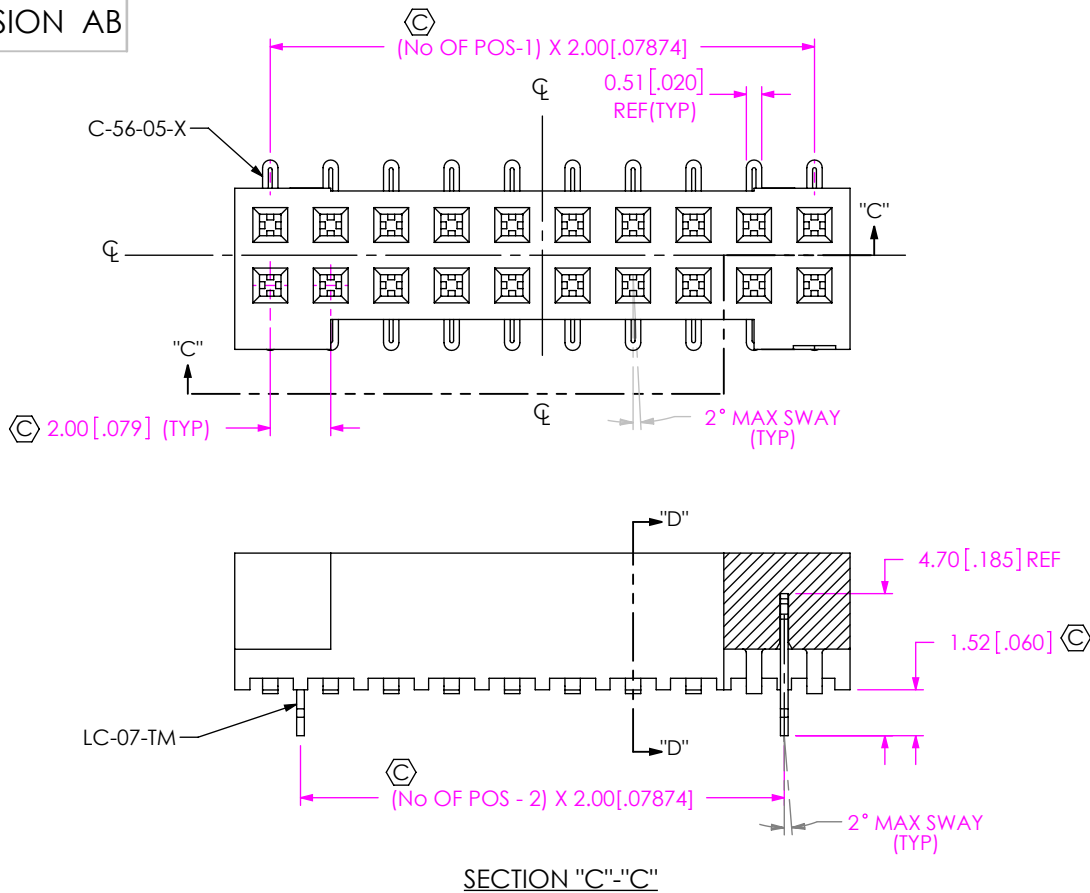 SION AB
C
(No OF POS-1) X 2.00[.07874]
℄
0.51[.020]
REF(TYP)
C-56-05-X
"C"
℄
"C"
C 2.00[.079] (TYP)
℄
2° MAX SWAY
(TYP)
"D"
4.70[.185] REF
1.52[.060] C
LC-07-TM
"D"
C
(No OF POS - 2) X 2.00[.07874]
2° MAX SWAY
(TYP)
SECTION "C"-"C"